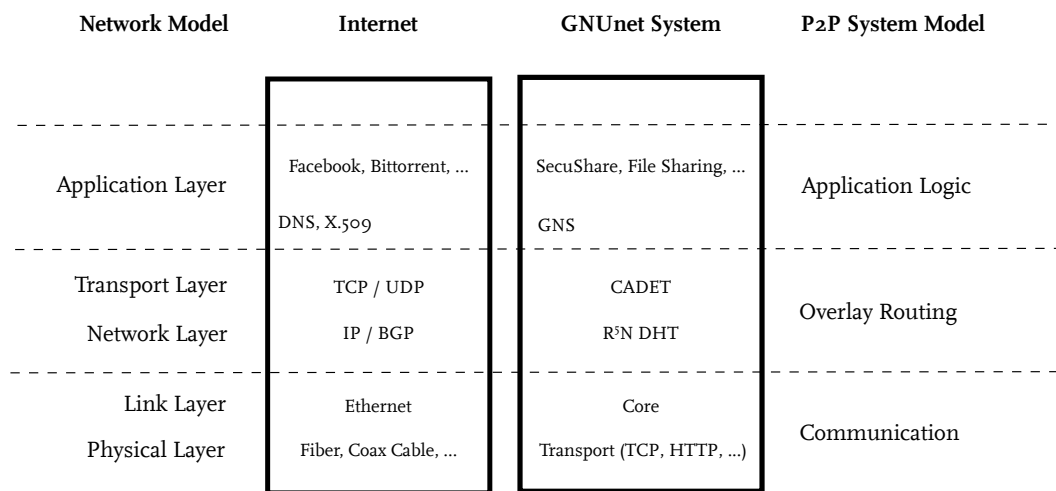 Network Model Internet GNUnet System P2P System Model
Facebook, Bittorrent, ... SecuShare, File Sharing, ...
Application Layer Application Logic
DNS, X.509 GNS
Transport Layer TCP / UDP CADET
Overlay Routing
Network Layer IP / BGP R⁵N DHT
Link Layer Ethernet Core
Communication
Physical Layer Fiber, Coax Cable, ... Transport (TCP, HTTP, ...)